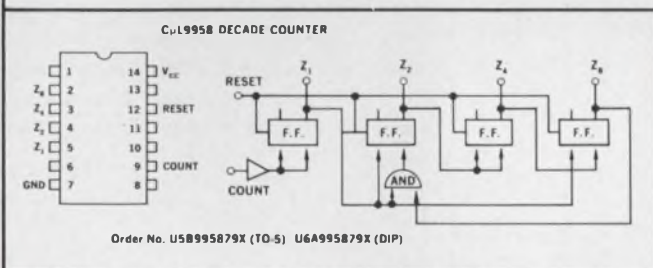 CμL9958 DECADE COUNTER
1 14 V_CC
Z₈ 2 13
Z₄ 3 12 RESET
Z₂ 4 11
Z₁ 5 10
6 9 COUNT
GND 7 8
Z₁ Z₂ Z₄ Z₈
RESET
F.F. F.F. F.F. F.F.
COUNT
AND
Order No. U5B995879X (TO-5) U6A995879X (DIP)